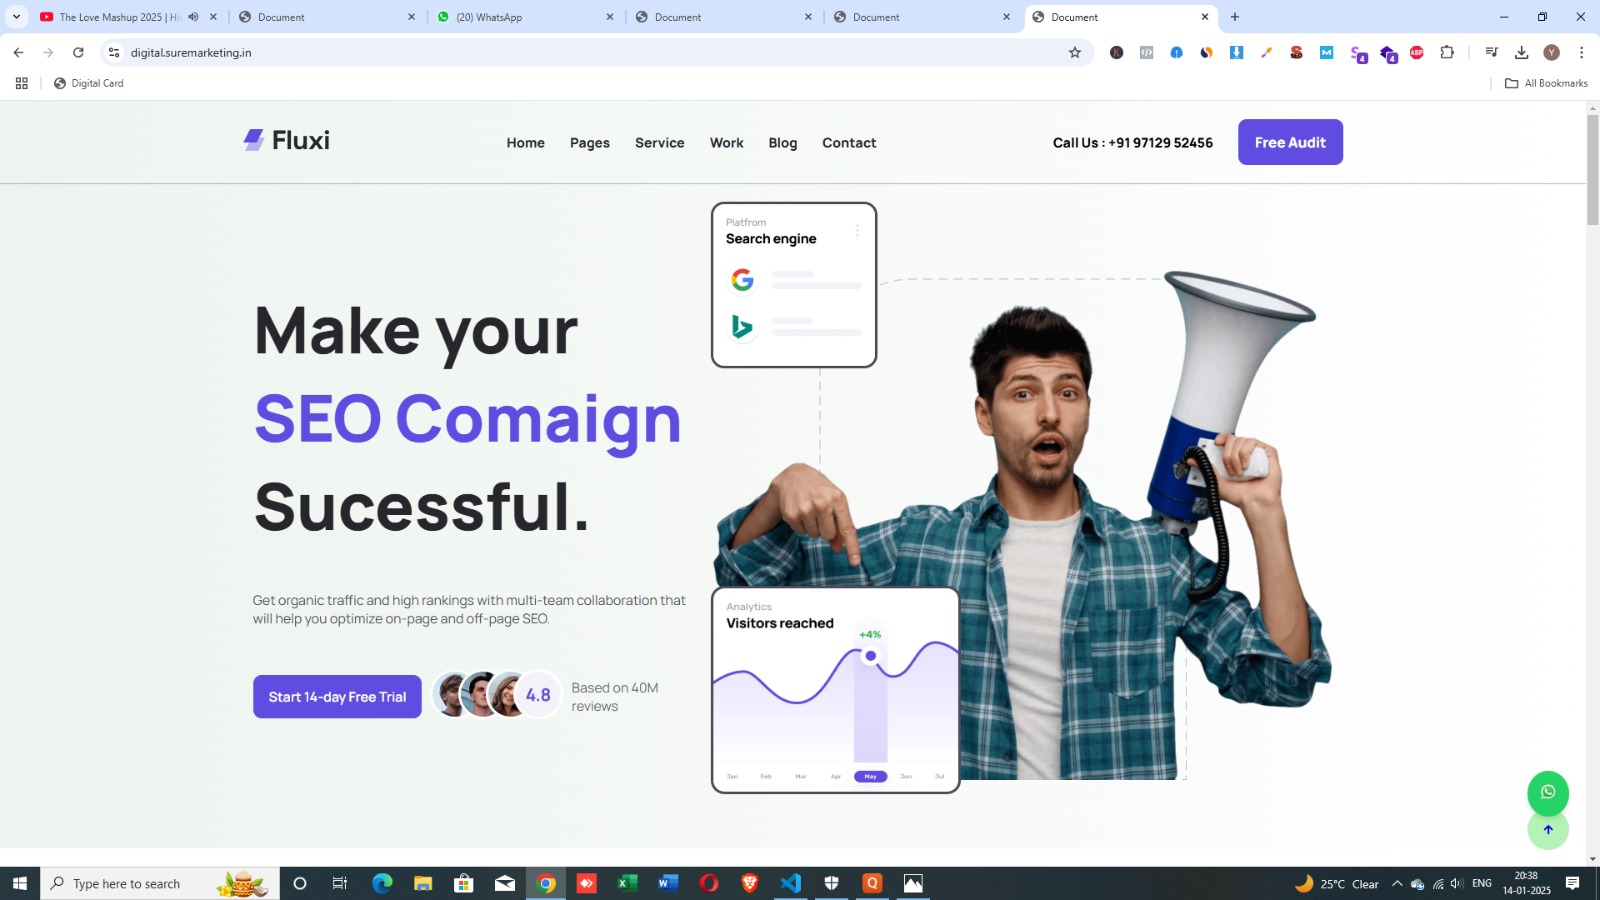 The Love Mashup 2025 | Hi
Document
(20) WhatsApp
Document
Document
Document
digital.suremarketing.in
4
4
ABP
Y
Digital Card
All Bookmarks
Fluxi
Home
Pages
Service
Work
Blog
Contact
Call Us : +91 97129 52456
Free Audit
Platfrom
Search engine
Make your
SEO Comaign
Sucessful.
Get organic traffic and high rankings with multi-team collaboration that
will help you optimize on-page and off-page SEO.
Start 14-day Free Trial
4.8
Based on 40M
reviews
Analytics
Visitors reached
+4%
Jan
Feb
Mar
Apr
May
Jun
Jul
Type here to search
25°C Clear
ENG
20:38
14-01-2025